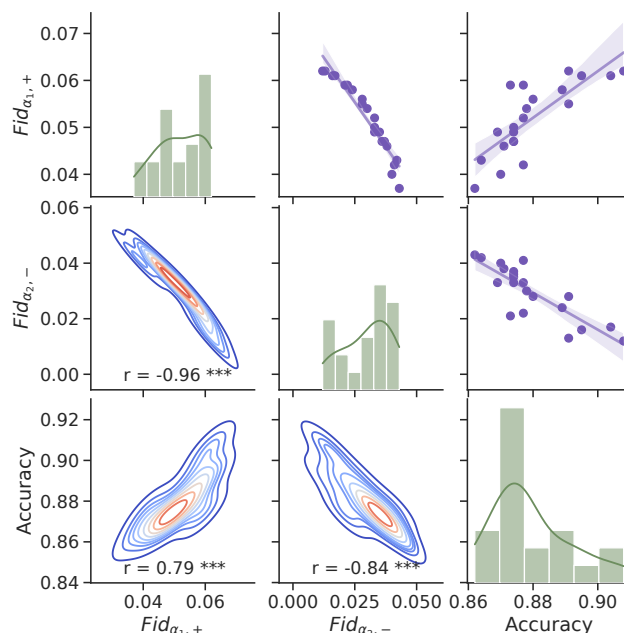 0.07
0.06
0.05
0.04
Fid_{α₁,+}
0.06
0.04
0.02
0.00
Fid_{α₂,−}
r = -0.96 ***
0.92
0.90
0.88
0.86
0.84
Accuracy
r = 0.79 ***
r = -0.84 ***
0.04 0.06 0.000 0.025 0.050 0.86 0.90
Fid_{α₁,+} Fid_{α₂,−} Accuracy